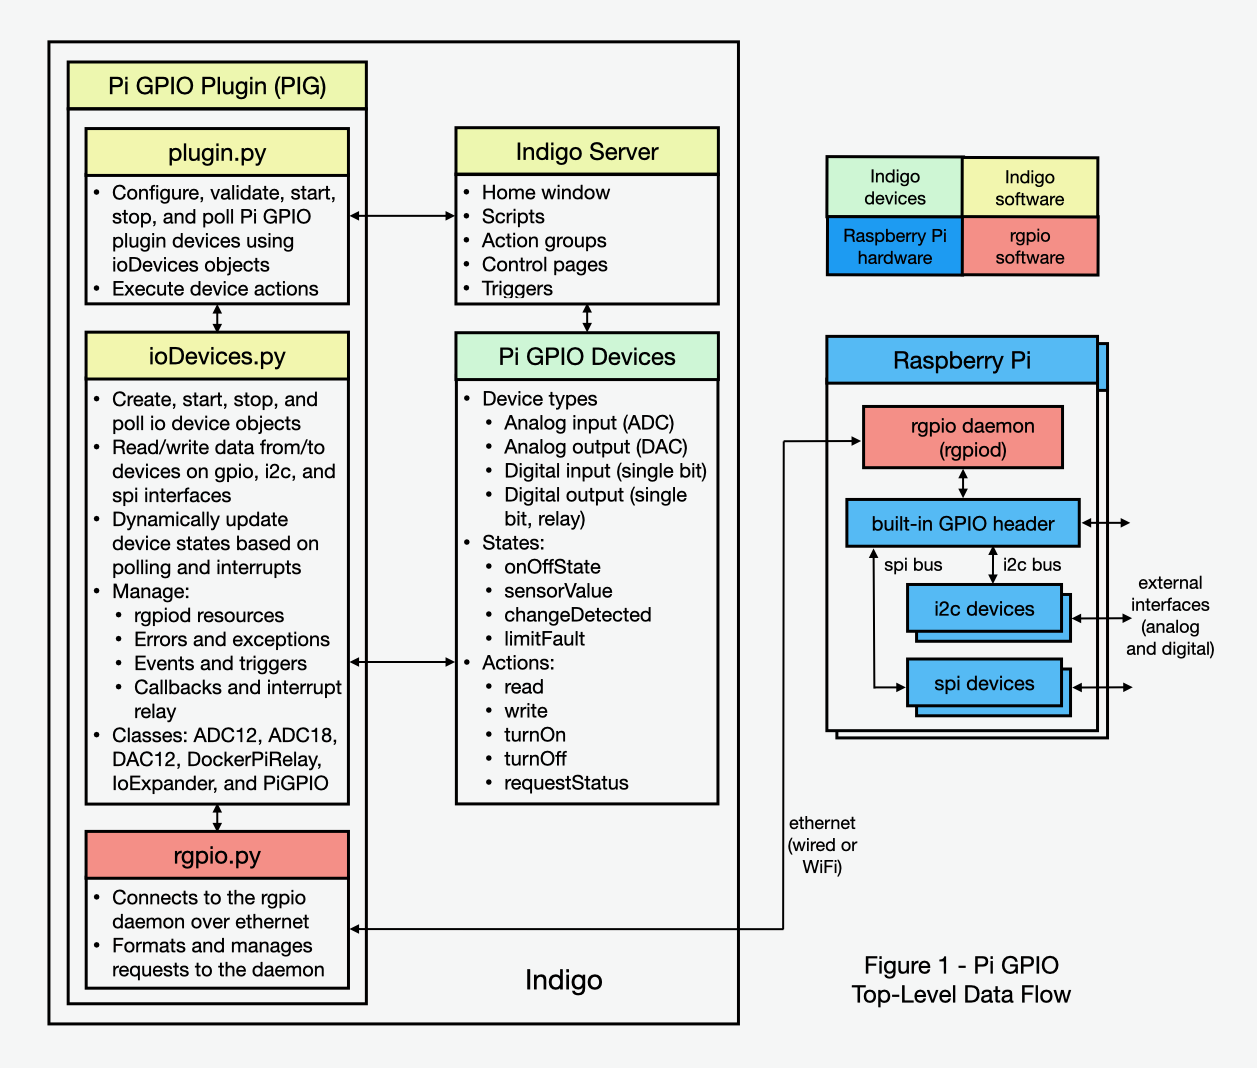 Pi GPIO Plugin (PIG)
plugin.py
• Configure, validate, start,
stop, and poll Pi GPIO
plugin devices using
ioDevices objects
• Execute device actions
ioDevices.py
• Create, start, stop, and
poll io device objects
• Read/write data from/to
devices on gpio, i2c, and
spi interfaces
• Dynamically update
device states based on
polling and interrupts
• Manage:
• rgpiod resources
• Errors and exceptions
• Events and triggers
• Callbacks and interrupt
relay
• Classes: ADC12, ADC18,
DAC12, DockerPiRelay,
IoExpander, and PiGPIO
rgpio.py
• Connects to the rgpio
daemon over ethernet
• Formats and manages
requests to the daemon
Indigo Server
• Home window
• Scripts
• Action groups
• Control pages
• Triggers
Pi GPIO Devices
• Device types
• Analog input (ADC)
• Analog output (DAC)
• Digital input (single bit)
• Digital output (single
bit, relay)
• States:
• onOffState
• sensorValue
• changeDetected
• limitFault
• Actions:
• read
• write
• turnOn
• turnOff
• requestStatus
Indigo
Indigo
devices
Indigo
software
Raspberry Pi
hardware
rgpio
software
Raspberry Pi
rgpio daemon
(rgpiod)
built-in GPIO header
spi bus
i2c bus
i2c devices
spi devices
external
interfaces
(analog
and digital)
ethernet
(wired or
WiFi)
Figure 1 - Pi GPIO
Top-Level Data Flow